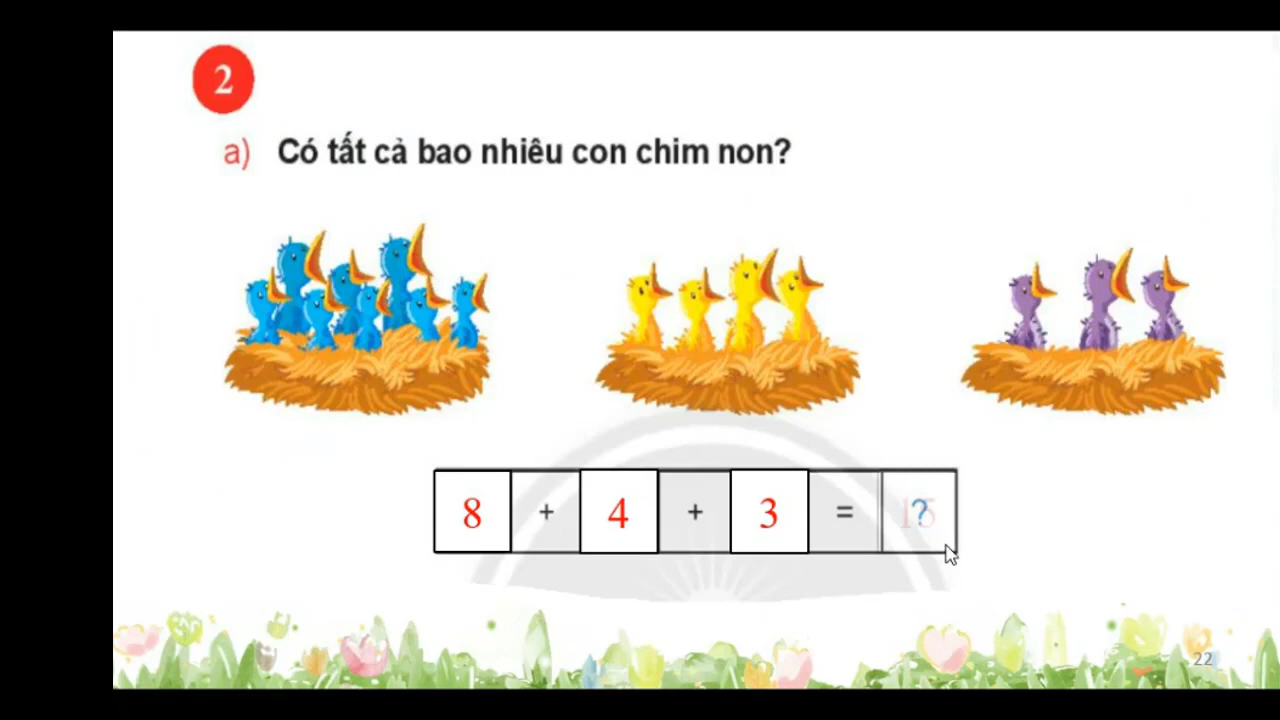 2
a) Có tất cả bao nhiêu con chim non?
8 + 4 + 3 = ?
22